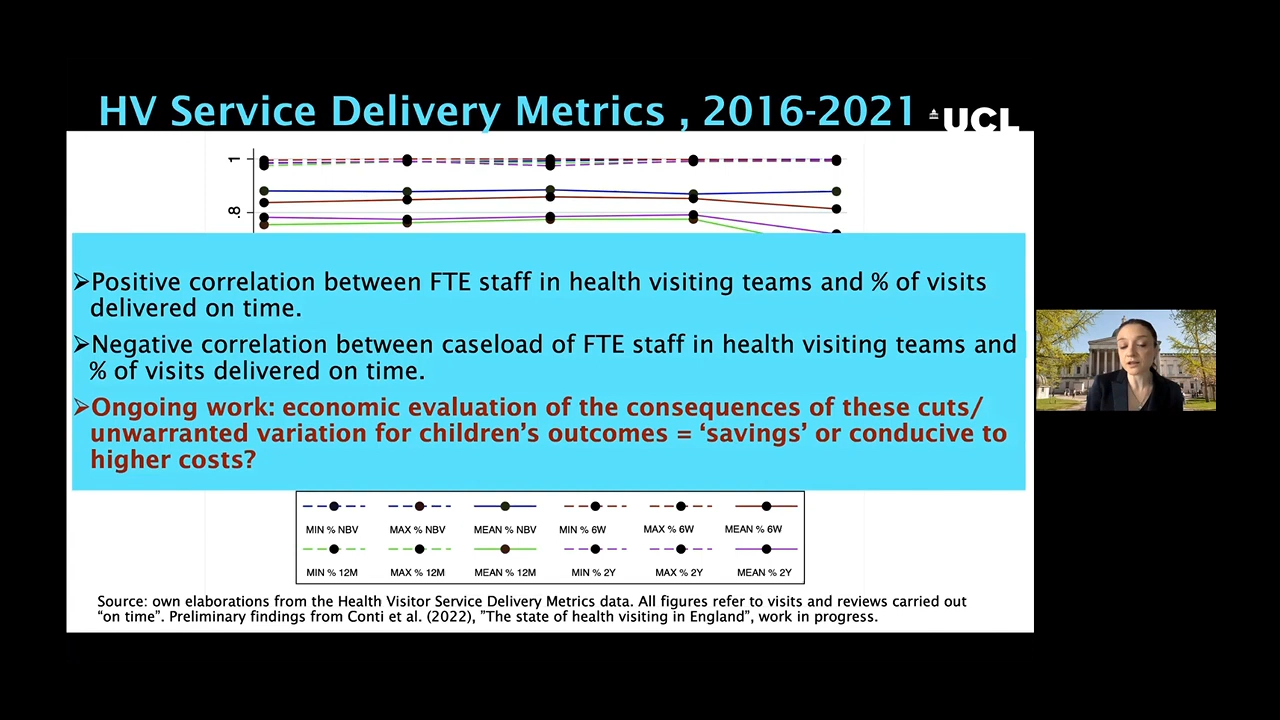 HV Service Delivery Metrics , 2016-2021
UCL
1
.8
➢Positive correlation between FTE staff in health visiting teams and % of visits
delivered on time.
➢Negative correlation between caseload of FTE staff in health visiting teams and
% of visits delivered on time.
➢Ongoing work: economic evaluation of the consequences of these cuts/
unwarranted variation for children’s outcomes = ‘savings’ or conducive to
higher costs?
MIN % NBV MAX % NBV MEAN % NBV MIN % 6W MAX % 6W MEAN % 6W
MIN % 12M MAX % 12M MEAN % 12M MIN % 2Y MAX % 2Y MEAN % 2Y
Source: own elaborations from the Health Visitor Service Delivery Metrics data. All figures refer to visits and reviews carried out
“on time”. Preliminary findings from Conti et al. (2022), ”The state of health visiting in England”, work in progress.